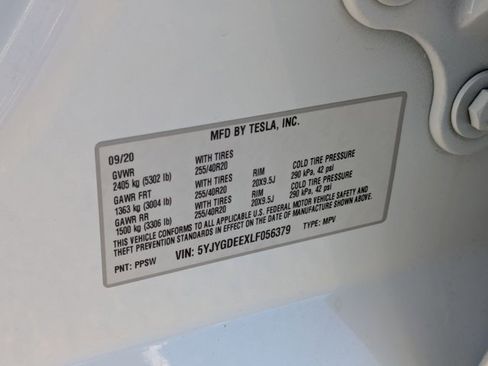 MFD BY TESLA, INC.
09/20
GVWR WITH TIRES COLD TIRE PRESSURE
2405 kg (5302 lb) 255/40R20 RIM 290 kPa, 42 psi
GAWR FRT WITH TIRES 20X9.5J COLD TIRE PRESSURE
1363 kg (3004 lb) 255/40R20 RIM 290 kPa, 42 psi
GAWR RR WITH TIRES 20X9.5J
1500 kg (3306 lb) 255/40R20
THIS VEHICLE CONFORMS TO ALL APPLICABLE U.S. FEDERAL MOTOR VEHICLE SAFETY AND
THEFT PREVENTION STANDARDS IN EFFECT ON THE DATE OF MANUFACTURE SHOWN ABOVE.
PNT: PPSW VIN: 5YJYGDEEXLF056379 TYPE: MPV